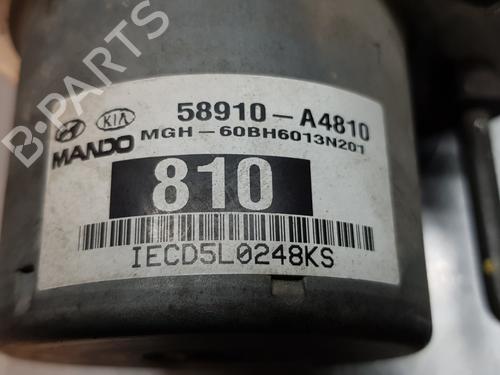 58910-A4810
KIA
MGH-60BH6013N201
MANDO
810
IECD5L0248KS
B-PARTS